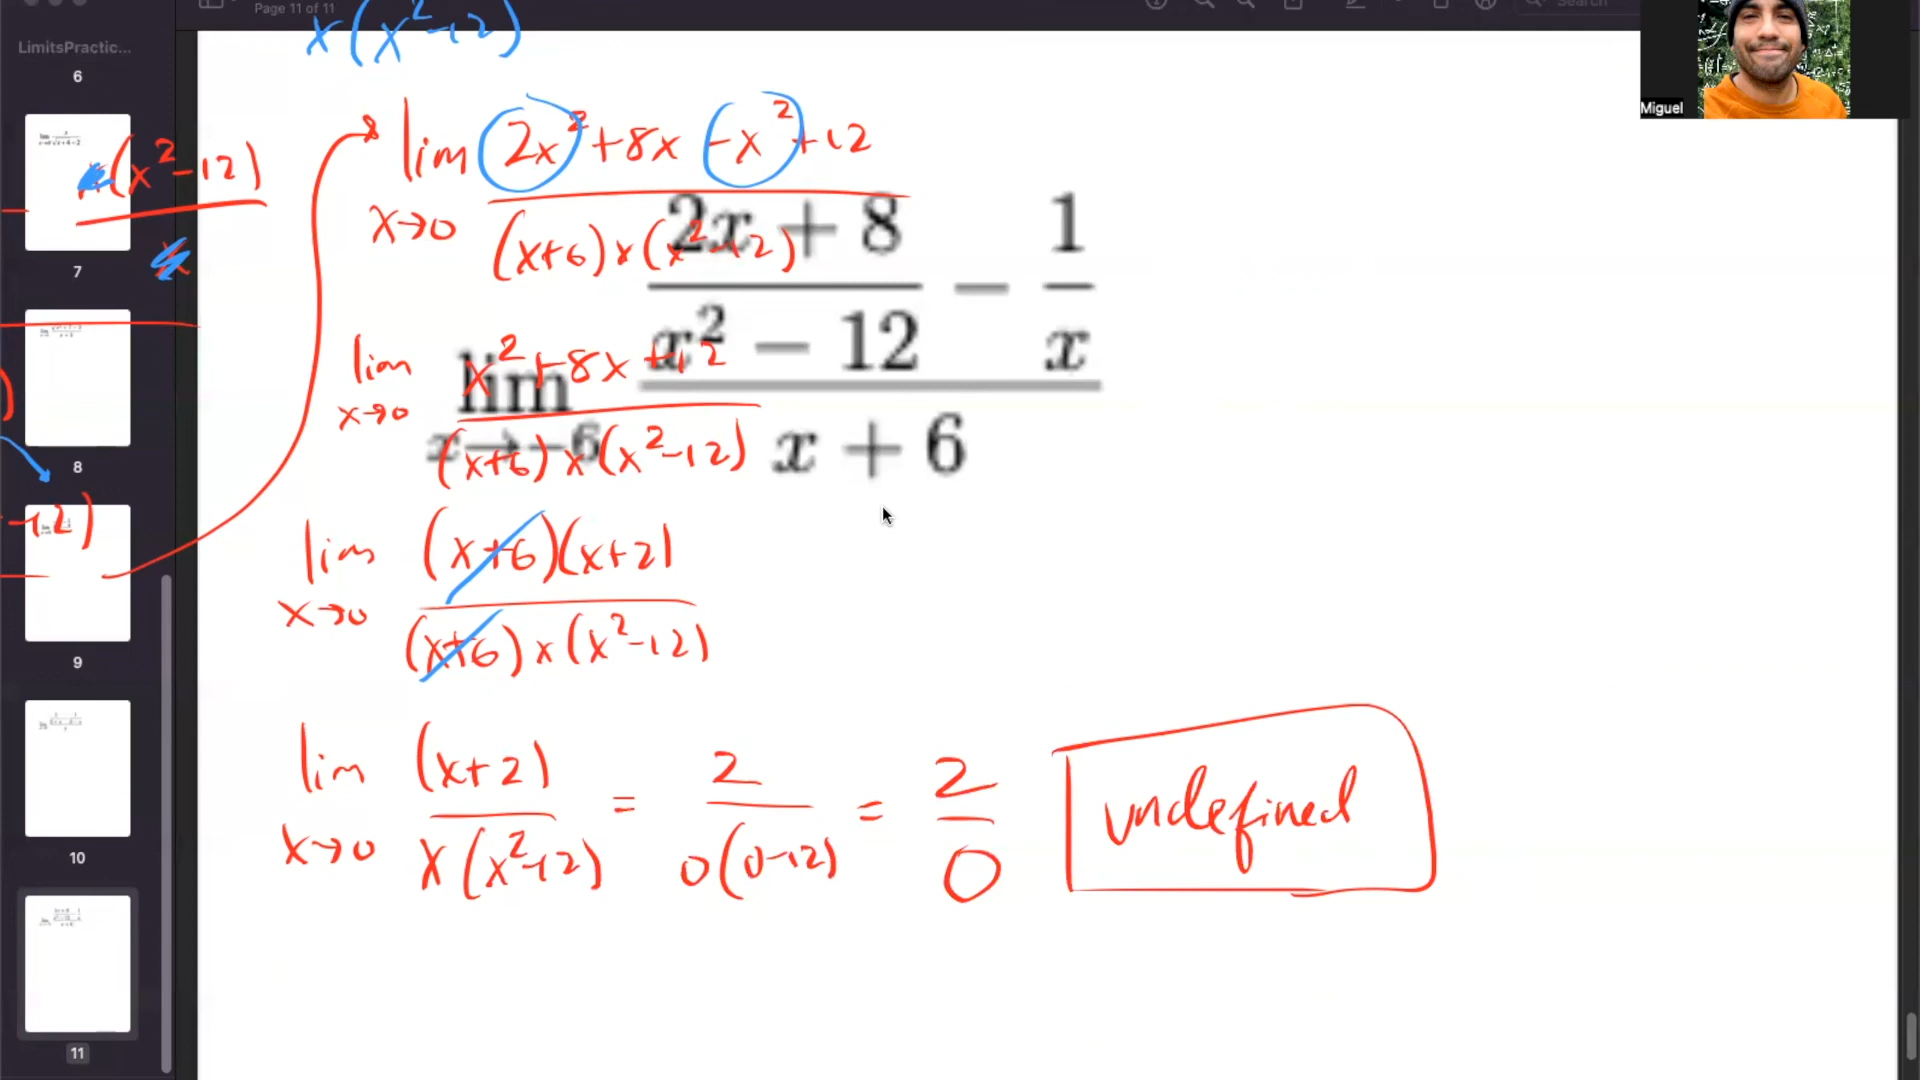 Page 11 of 11
Search
LimitsPractic...
6
7
8
9
10
11
Miguel
x(x²-12)
(x²-12)
x
-12)
lim x→0 2x²+8x-x²+12 / (x+6)x(x²-12)
lim x→-6 (2x + 8 / x² − 12 − 1 / x) / x + 6
lim x→0 x²+8x+12 / (x+6)x(x²-12)
lim x→0 (x+6)(x+2) / (x+6)x(x²-12)
lim x→0 (x+2) / x(x²-12) = 2 / 0(0-12) = 2 / 0 undefined